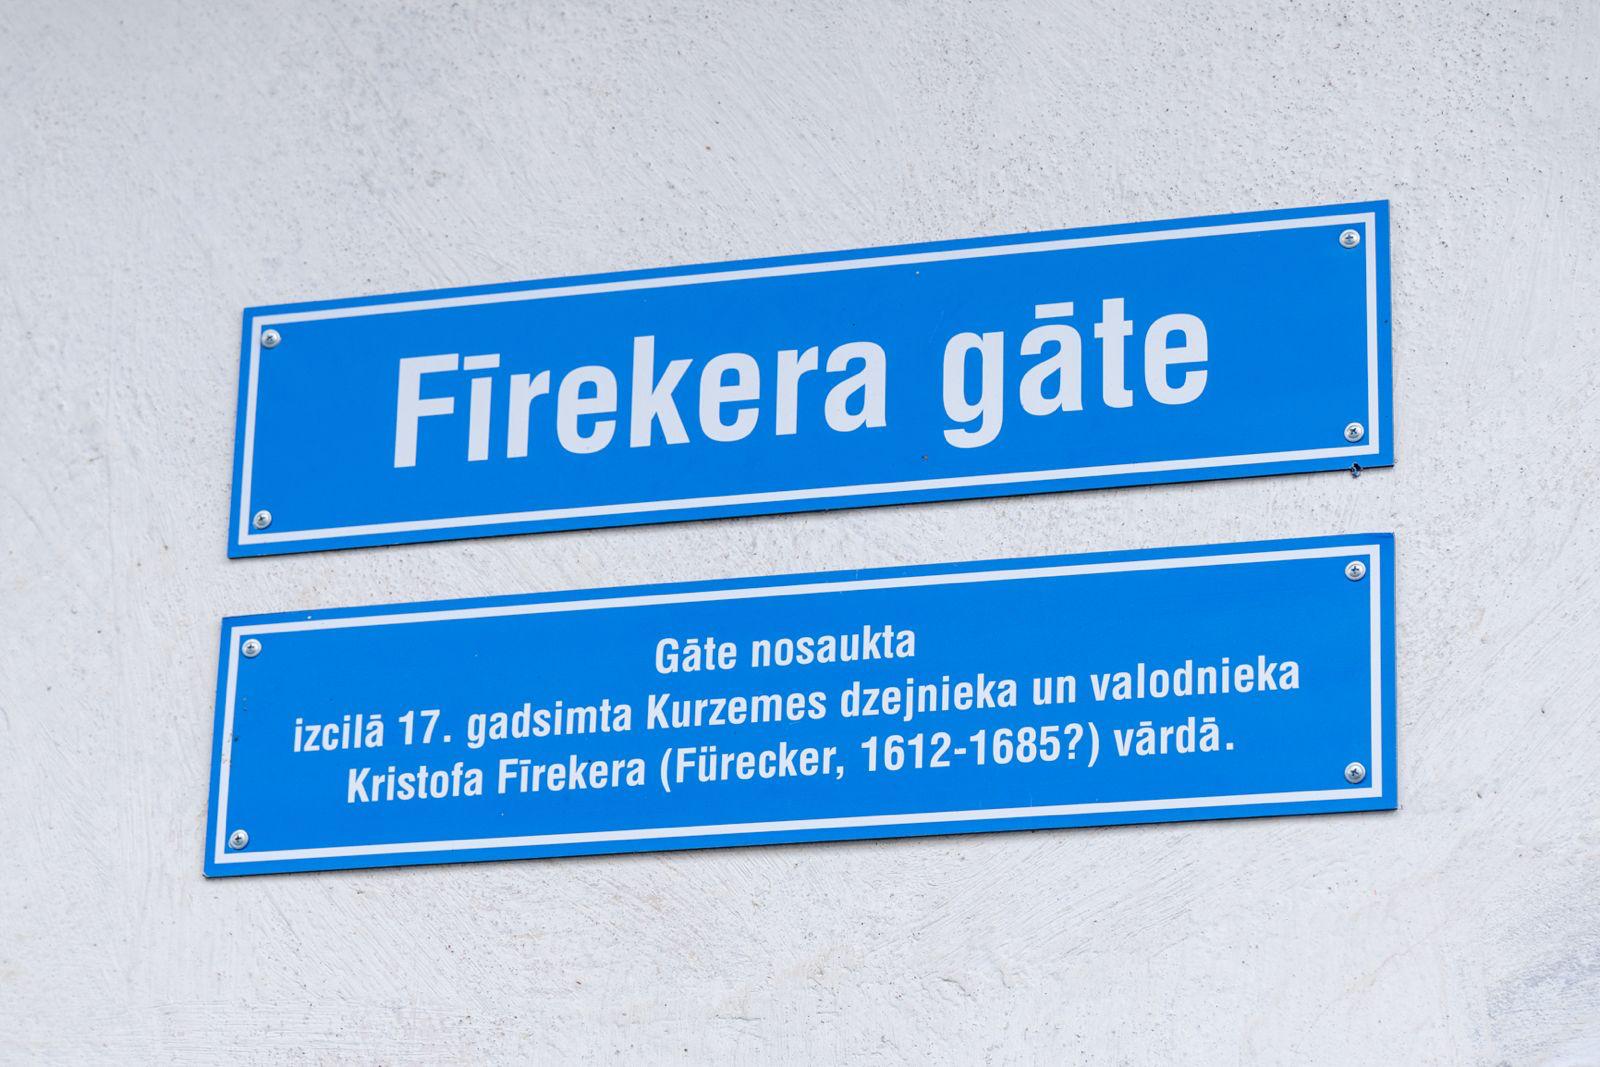 Fīrekera gāte
Gāte nosaukta
izcilā 17. gadsimta Kurzemes dzejnieka un valodnieka
Kristofa Fīrekera (Fürecker, 1612-1685?) vārdā.